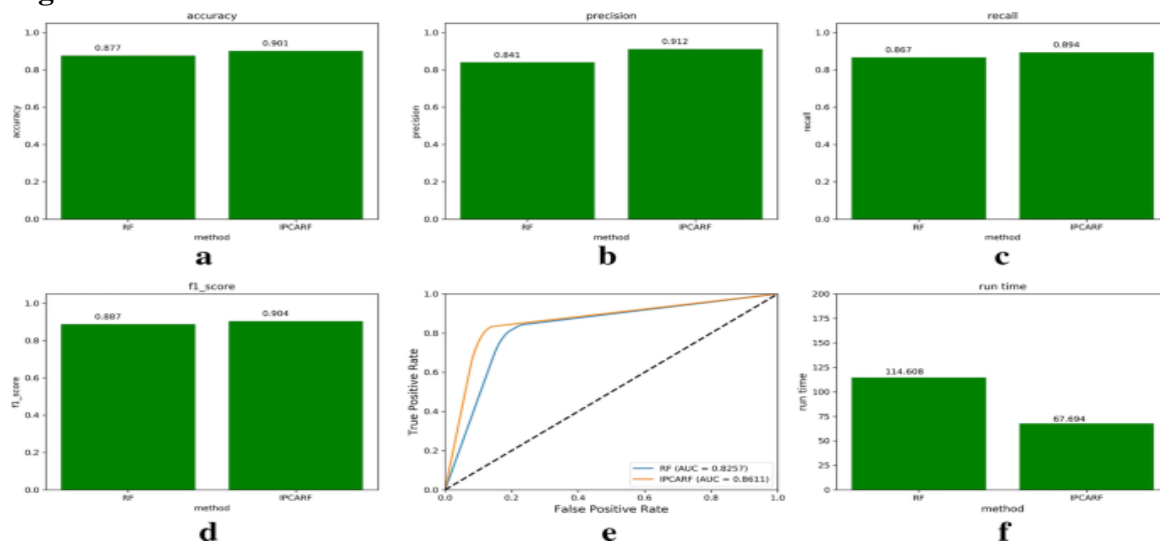 accuracy
1.0
0.8
0.6
0.4
0.2
0.0
accuracy
0.877
0.901
RF
IPCARF
method
a
precision
1.0
0.8
0.6
0.4
0.2
0.0
precision
0.841
0.912
RF
IPCARF
method
b
recall
1.0
0.8
0.6
0.4
0.2
0.0
recall
0.867
0.894
RF
IPCARF
method
c
f1_score
1.0
0.8
0.6
0.4
0.2
0.0
f1_score
0.887
0.904
RF
IPCARF
method
d
1.0
0.8
0.6
0.4
0.2
0.0
True Positive Rate
RF (AUC = 0.8257)
IPCARF (AUC = 0.8611)
0.0
0.2
0.4
0.6
0.8
1.0
False Positive Rate
e
run time
200
175
150
125
100
75
50
25
0
run time
114.608
67.694
RF
IPCARF
method
f